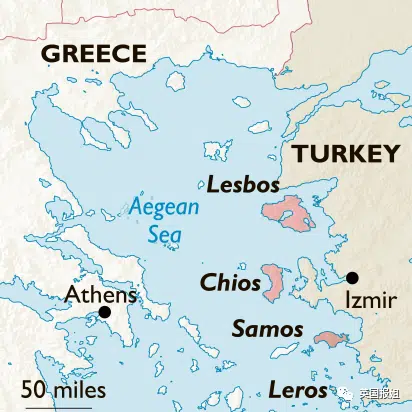 GREECE
TURKEY
Lesbos
Aegean
Sea
Chios
Athens
Izmir
Samos
50 miles
Leros
英国报姐